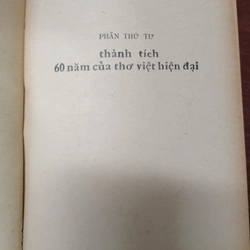 PHẦN THỨ TƯ
thành tích
60 năm của thơ việt hiện đại